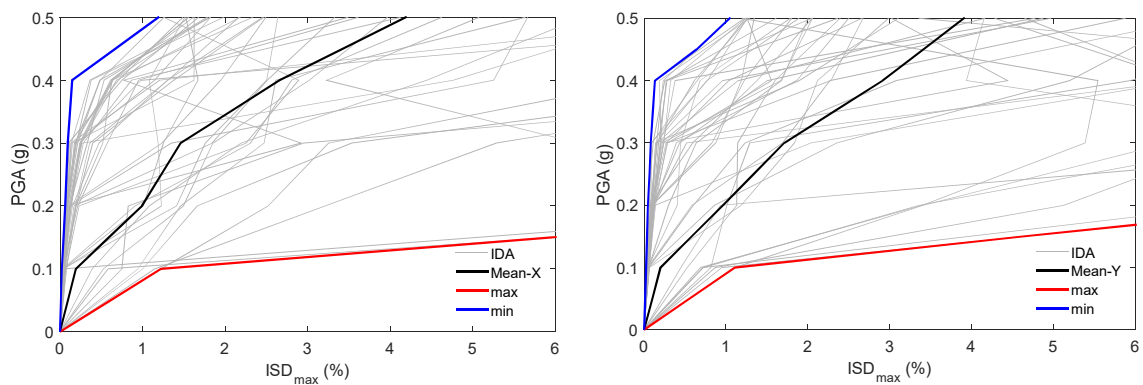 0.5
0.4
0.3
0.2
0.1
0
PGA (g)
0 1 2 3 4 5 6
ISDmax (%)
IDA
Mean-X
max
min
0.5
0.4
0.3
0.2
0.1
0
PGA (g)
0 1 2 3 4 5 6
ISDmax (%)
IDA
Mean-Y
max
min